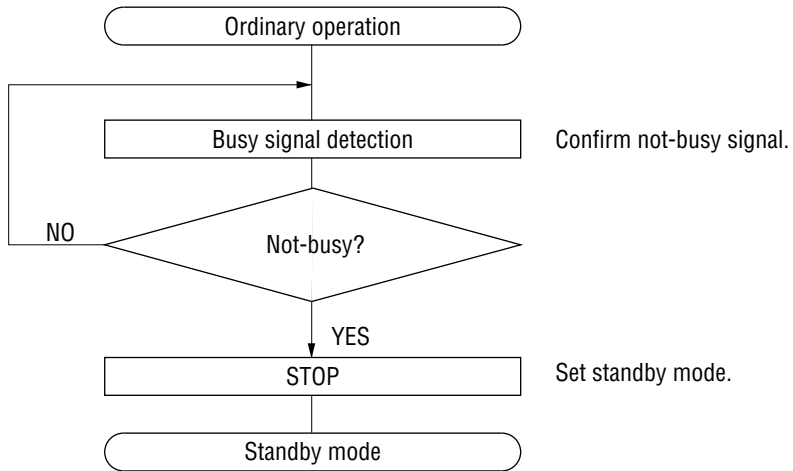 Ordinary operation
Busy signal detection
Confirm not-busy signal.
NO
Not-busy?
YES
STOP
Set standby mode.
Standby mode